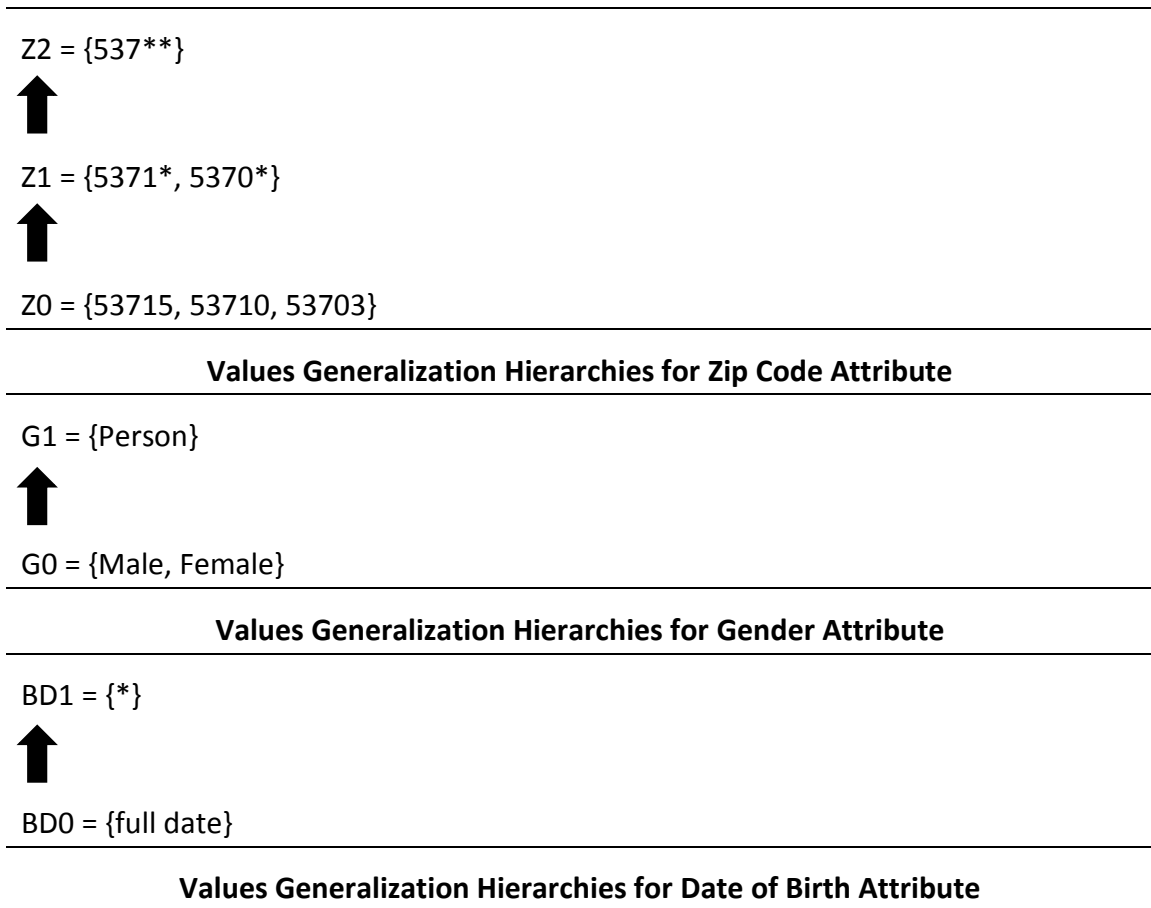 Z2 = {537**}
Z1 = {5371*, 5370*}
Z0 = {53715, 53710, 53703}
Values Generalization Hierarchies for Zip Code Attribute
G1 = {Person}
G0 = {Male, Female}
Values Generalization Hierarchies for Gender Attribute
BD1 = {*}
BD0 = {full date}
Values Generalization Hierarchies for Date of Birth Attribute